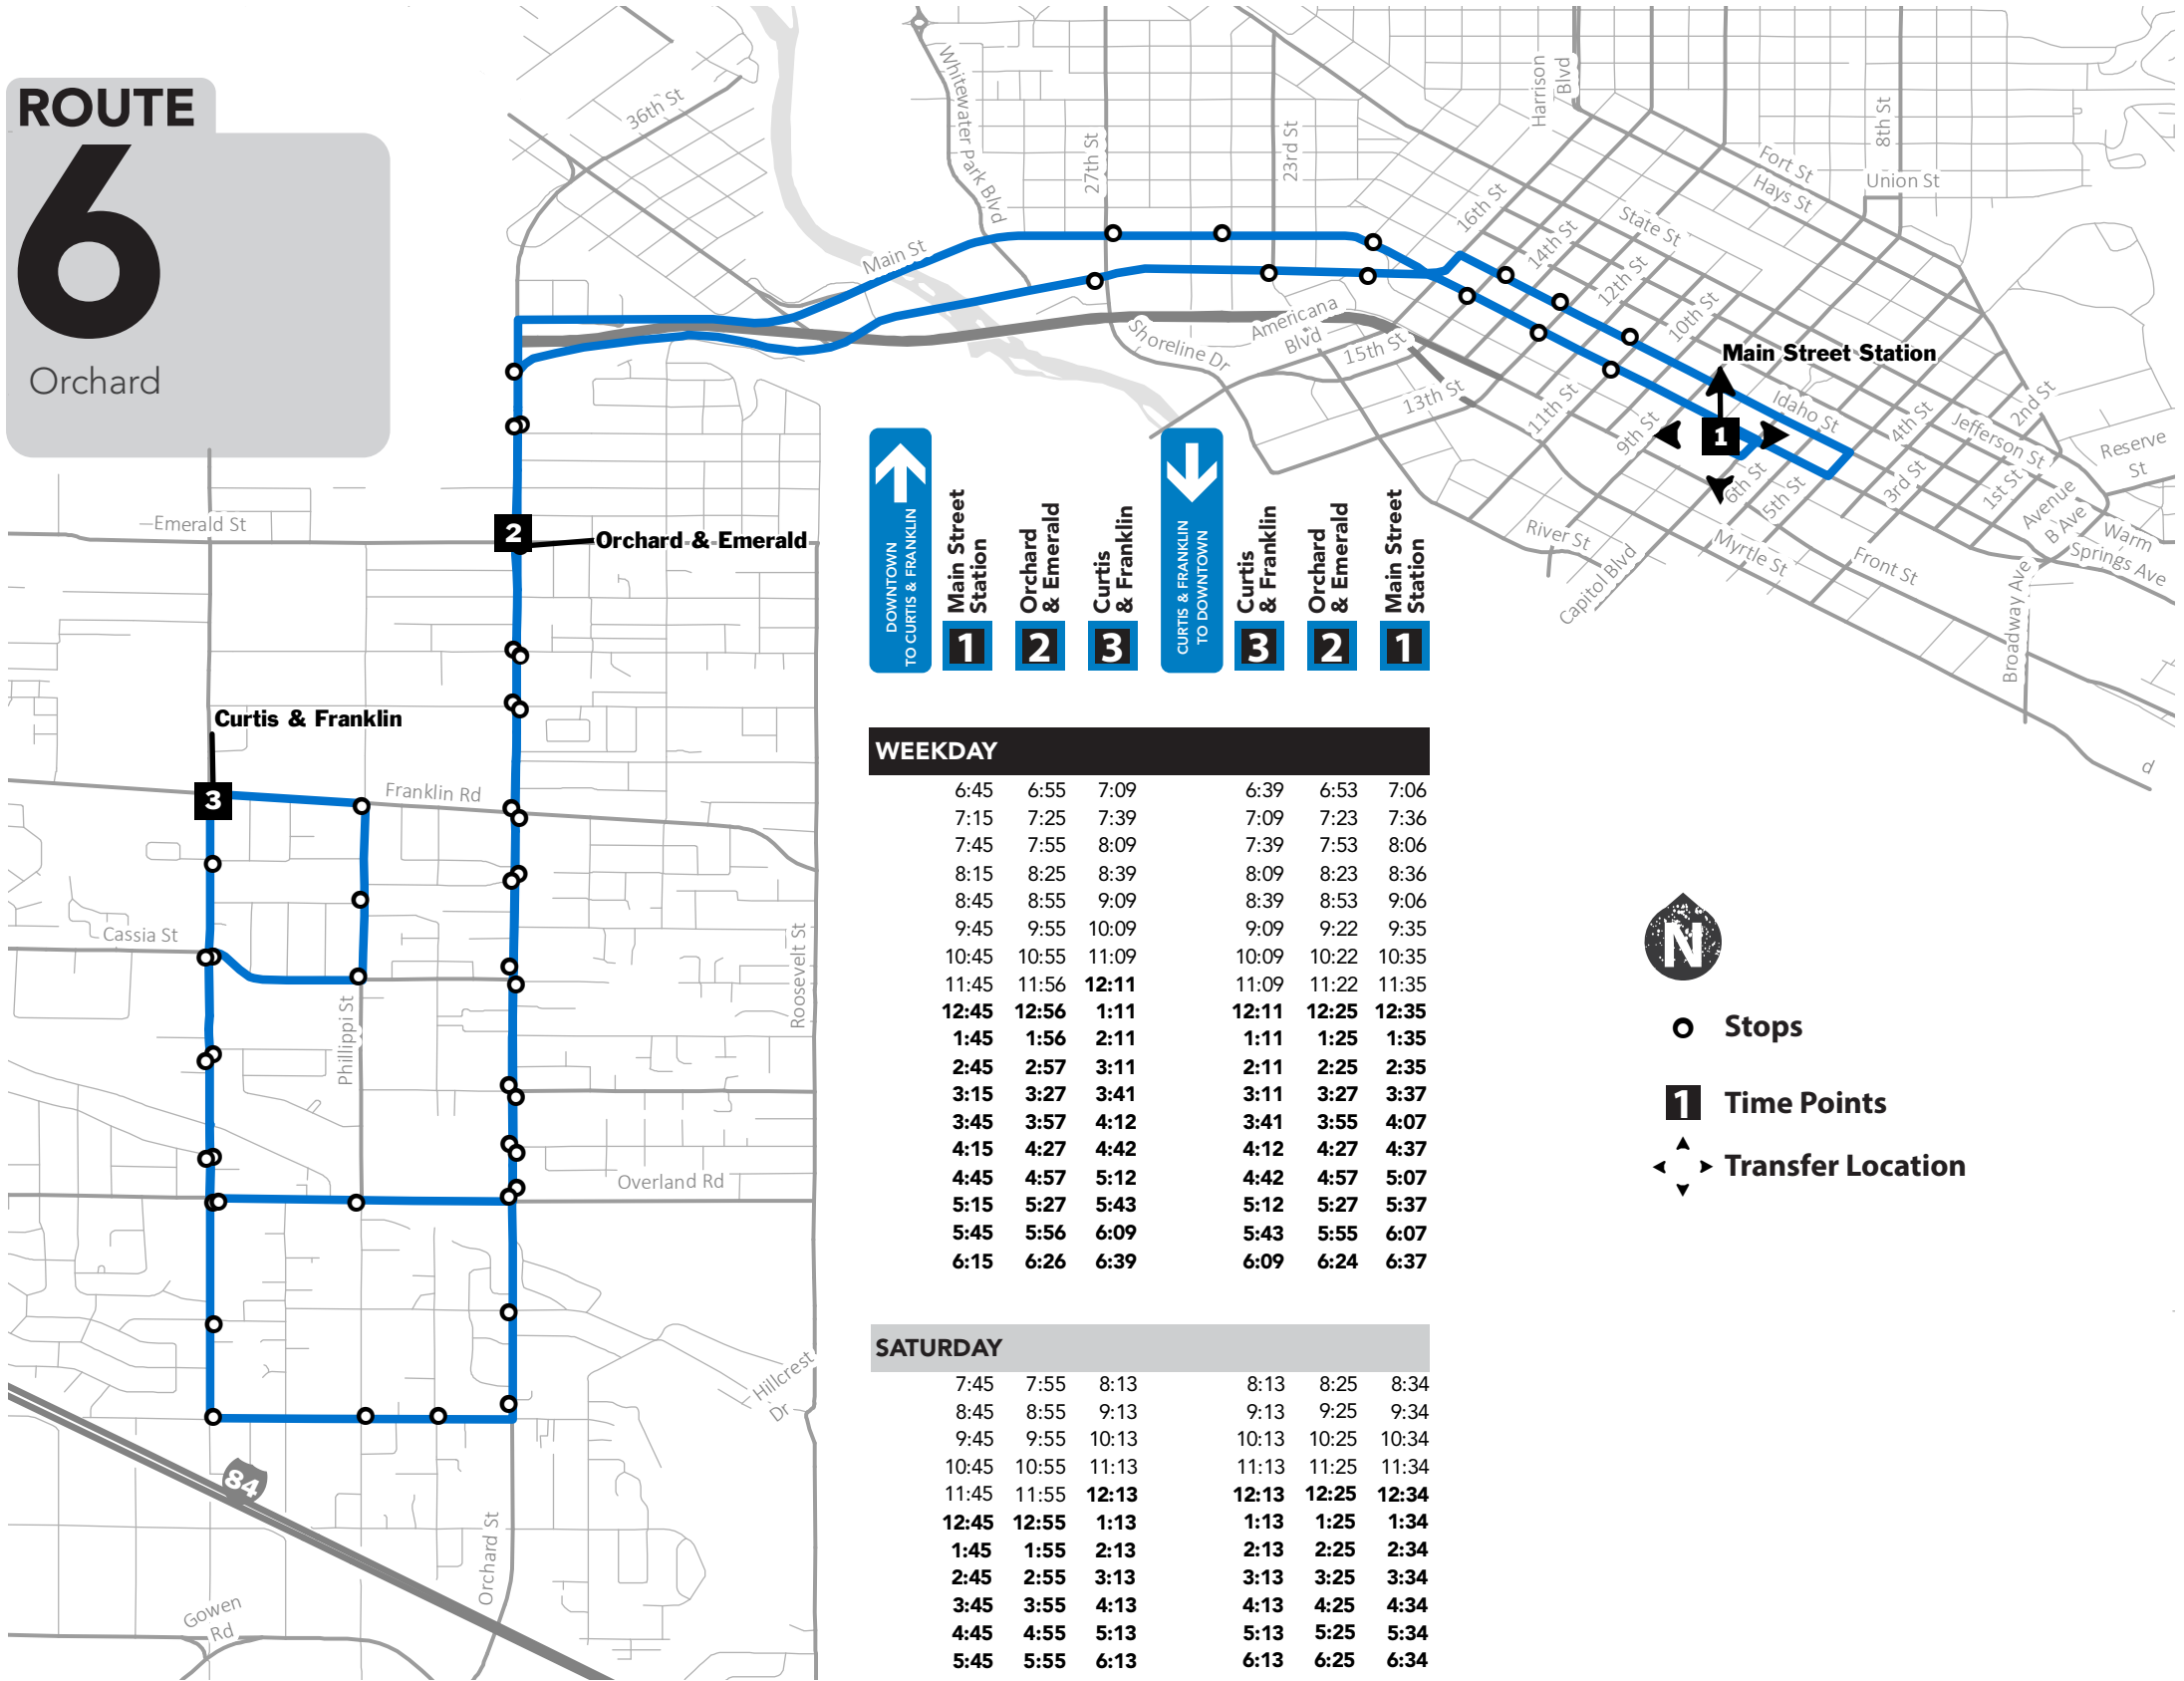 ROUTE
6
Orchard
36th St
Whitewater Park Blvd
27th St
23rd St
Harrison
Blvd
8th St
Fort St
Hays St
Union St
16th St
State St
14th St
12th St
10th St
Main St
Americana
Blvd
Shoreline Dr
15th St
13th St
11th St
9th St
Main Street Station
1
Idaho St
4th St
2nd St
Jefferson St
Reserve
St
6th St
5th St
3rd St
1st St
Avenue
B Ave
Warm
Springs Ave
River St
Capitol Blvd
Myrtle St
Front St
Broadway Ave
d
Emerald St
2
Orchard & Emerald
Curtis & Franklin
3
Franklin Rd
Cassia St
Phillippi St
Roosevelt St
Overland Rd
Hillcrest
Dr
84
Orchard St
Gowen
Rd
DOWNTOWN
TO CURTIS & FRANKLIN
Main Street
Station
Orchard
& Emerald
Curtis
& Franklin
CURTIS & FRANKLIN
TO DOWNTOWN
Curtis
& Franklin
Orchard
& Emerald
Main Street
Station
1 2 3 3 2 1
WEEKDAY
6:45 6:55 7:09 6:39 6:53 7:06
7:15 7:25 7:39 7:09 7:23 7:36
7:45 7:55 8:09 7:39 7:53 8:06
8:15 8:25 8:39 8:09 8:23 8:36
8:45 8:55 9:09 8:39 8:53 9:06
9:45 9:55 10:09 9:09 9:22 9:35
10:45 10:55 11:09 10:09 10:22 10:35
11:45 11:56 12:11 11:09 11:22 11:35
12:45 12:56 1:11 12:11 12:25 12:35
1:45 1:56 2:11 1:11 1:25 1:35
2:45 2:57 3:11 2:11 2:25 2:35
3:15 3:27 3:41 3:11 3:27 3:37
3:45 3:57 4:12 3:41 3:55 4:07
4:15 4:27 4:42 4:12 4:27 4:37
4:45 4:57 5:12 4:42 4:57 5:07
5:15 5:27 5:43 5:12 5:27 5:37
5:45 5:56 6:09 5:43 5:55 6:07
6:15 6:26 6:39 6:09 6:24 6:37
SATURDAY
7:45 7:55 8:13 8:13 8:25 8:34
8:45 8:55 9:13 9:13 9:25 9:34
9:45 9:55 10:13 10:13 10:25 10:34
10:45 10:55 11:13 11:13 11:25 11:34
11:45 11:55 12:13 12:13 12:25 12:34
12:45 12:55 1:13 1:13 1:25 1:34
1:45 1:55 2:13 2:13 2:25 2:34
2:45 2:55 3:13 3:13 3:25 3:34
3:45 3:55 4:13 4:13 4:25 4:34
4:45 4:55 5:13 5:13 5:25 5:34
5:45 5:55 6:13 6:13 6:25 6:34
N
Stops
1 Time Points
Transfer Location